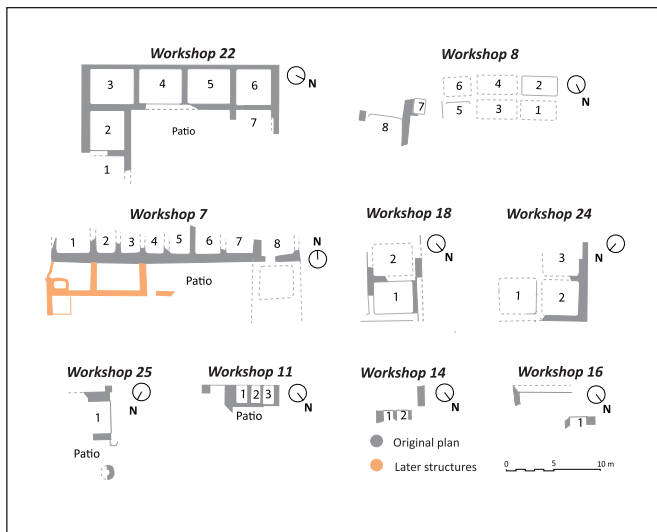 Workshop 22
3 4 5 6 N
Patio 7
2
1
Workshop 8
6 4 2 N
7 5 3 1
8
Workshop 7
1 2 3 4 5 6 7 8 N
Patio
Workshop 18
2 N
1
Workshop 24
3 N
1 2
Workshop 25
N
1
Patio
Workshop 11
1 2 3 N
Patio
Workshop 14
N
1 2
Workshop 16
N
1
Original plan
Later structures
0 5 10 m